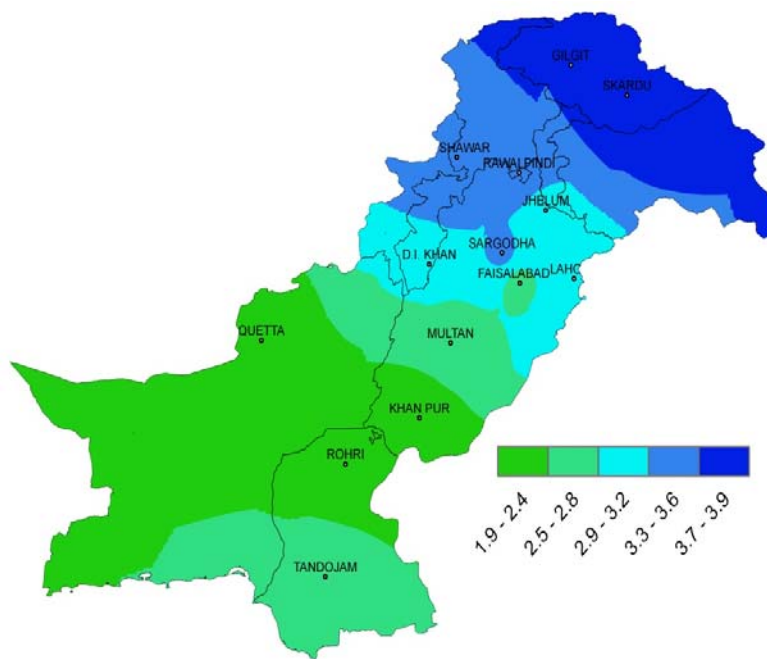 GILGIT
SKARDU
SHAWAR
RAWALPINDI
JHELUM
SARGODHA
D.I. KHAN
FAISALABAD
LAHO
QUETTA
MULTAN
KHAN PUR
ROHRI
TANDOJAM
1.9 - 2.4
2.5 - 2.8
2.9 - 3.2
3.3 - 3.6
3.7 - 3.9